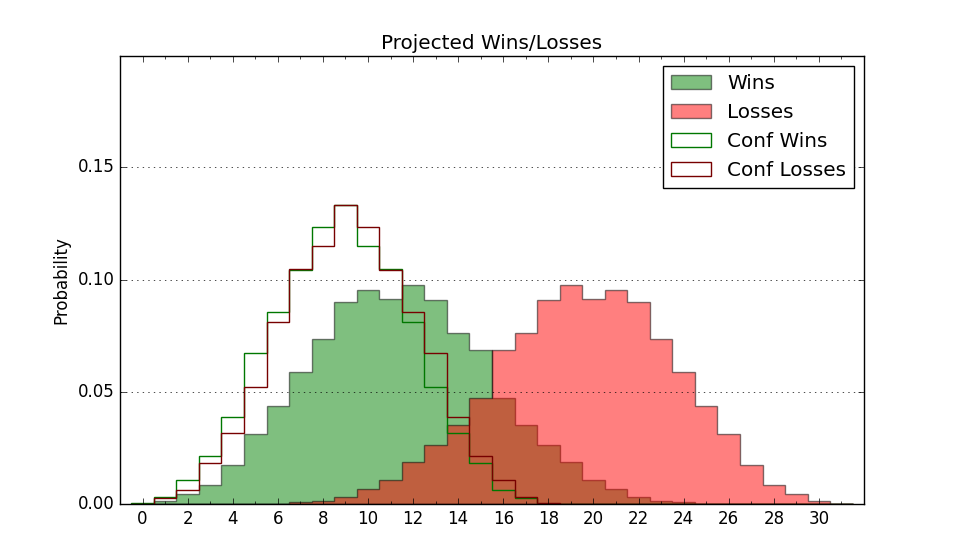 Projected Wins/Losses
Wins
Losses
Conf Wins
Conf Losses
Probability
0.15
0.10
0.05
0.00
0 2 4 6 8 10 12 14 16 18 20 22 24 26 28 30